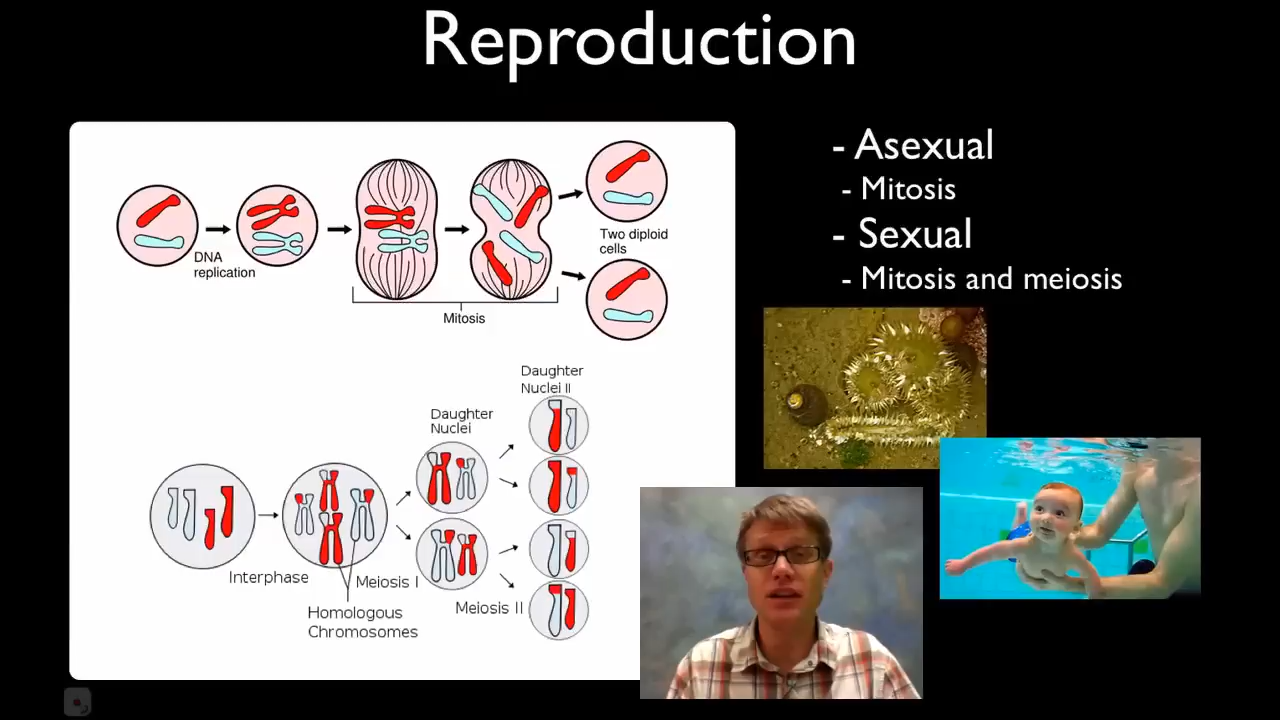 Reproduction
- Asexual
- Mitosis
- Sexual
- Mitosis and meiosis
DNA
replication
Mitosis
Two diploid
cells
Daughter
Nuclei II
Daughter
Nuclei
Interphase
Meiosis I
Homologous
Chromosomes
Meiosis II